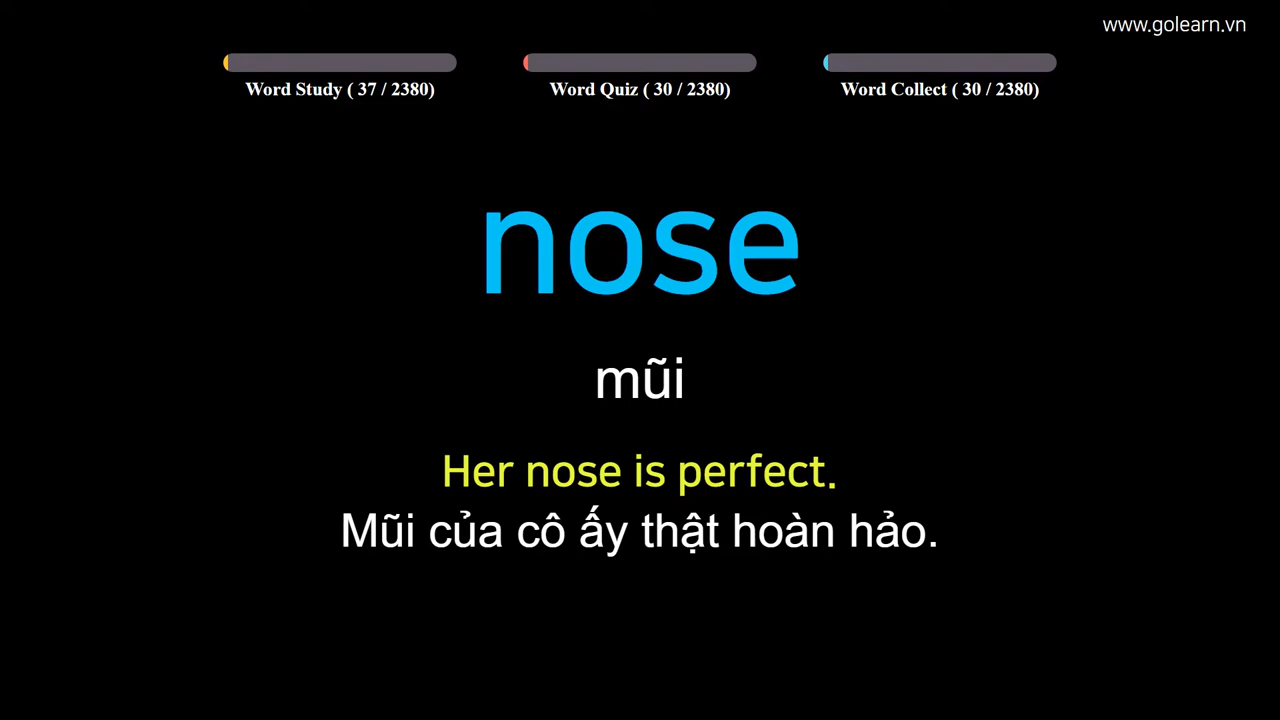 www.golearn.vn
Word Study ( 37 / 2380)
Word Quiz ( 30 / 2380)
Word Collect ( 30 / 2380)
nose
mũi
Her nose is perfect.
Mũi của cô ấy thật hoàn hảo.